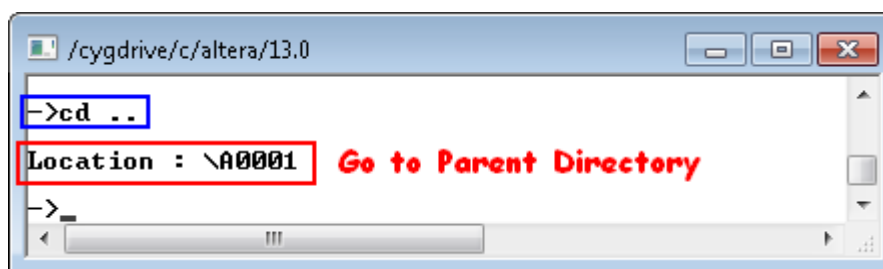 /cygdrive/c/altera/13.0
->cd ..
Location : \A0001 Go to Parent Directory
->_